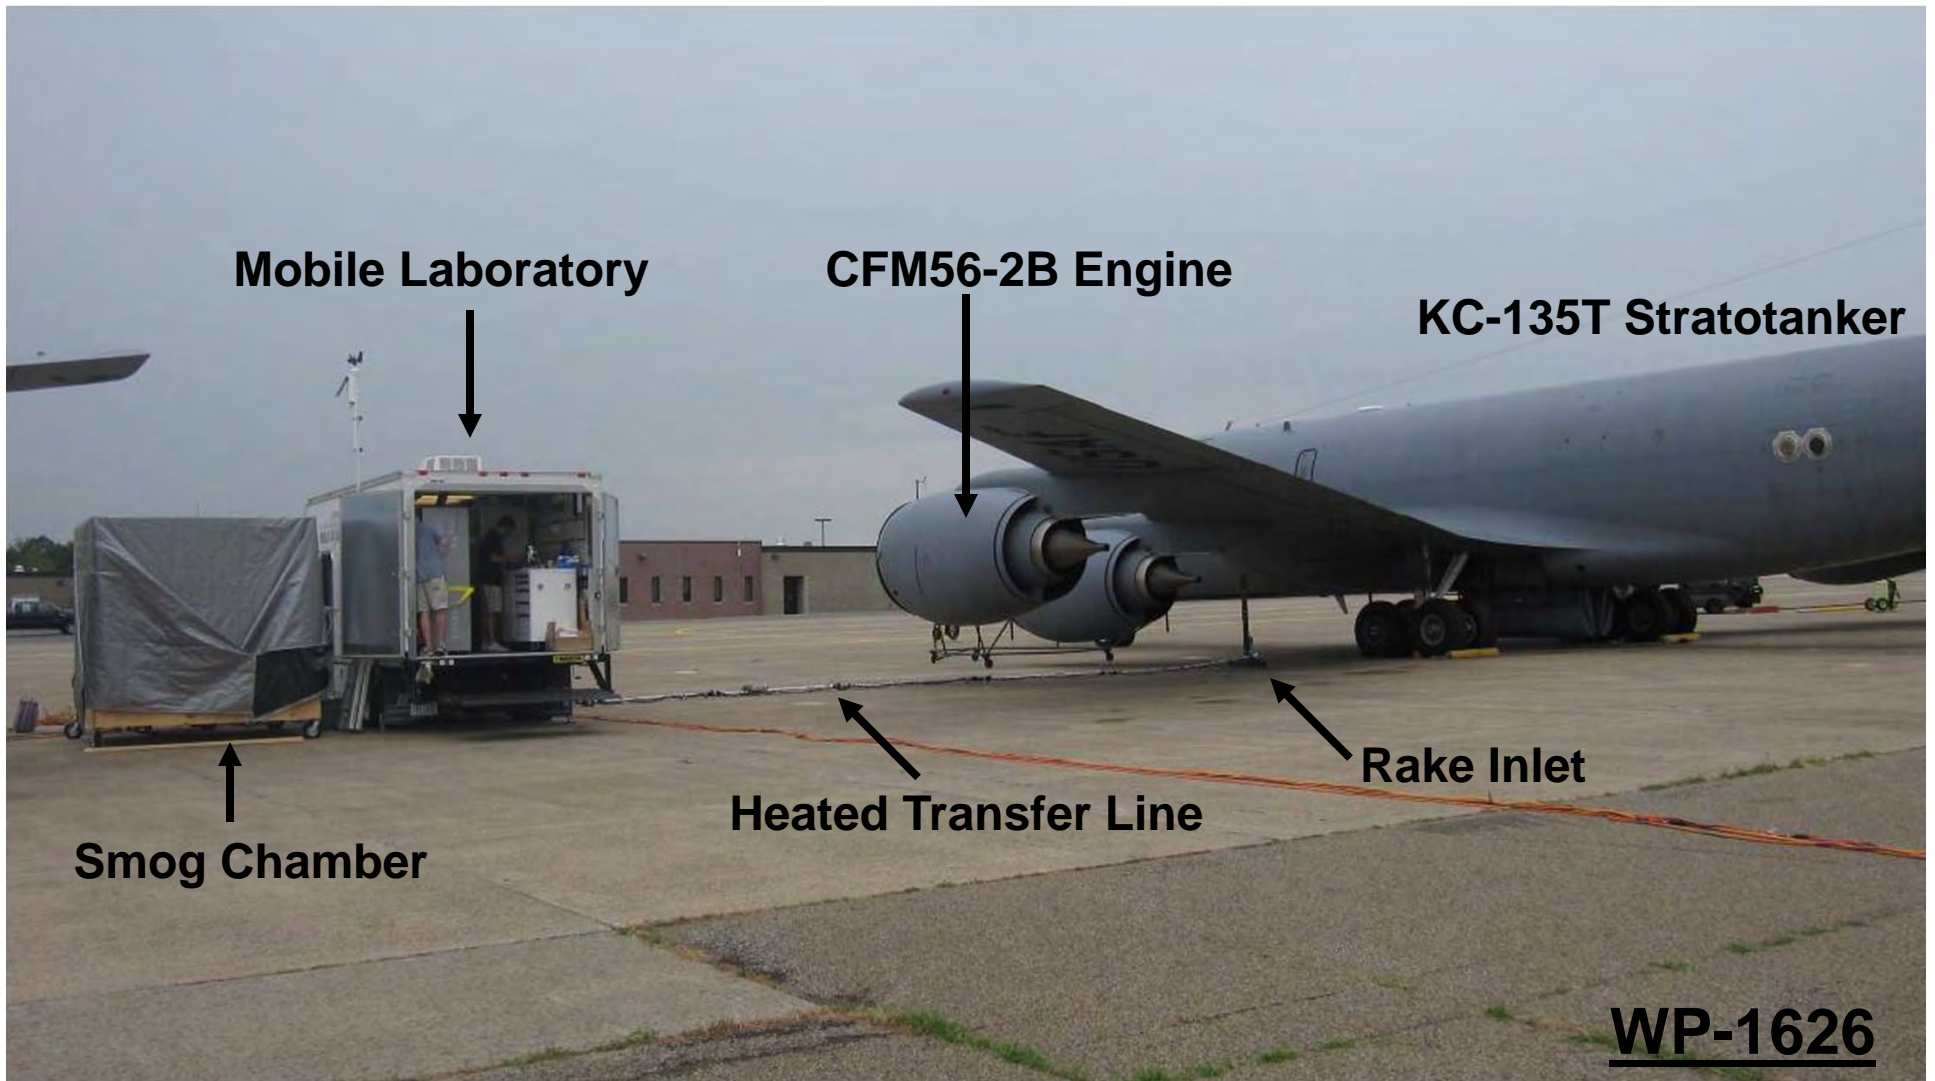 Mobile Laboratory
CFM56-2B Engine
KC-135T Stratotanker
Rake Inlet
Heated Transfer Line
Smog Chamber
WP-1626